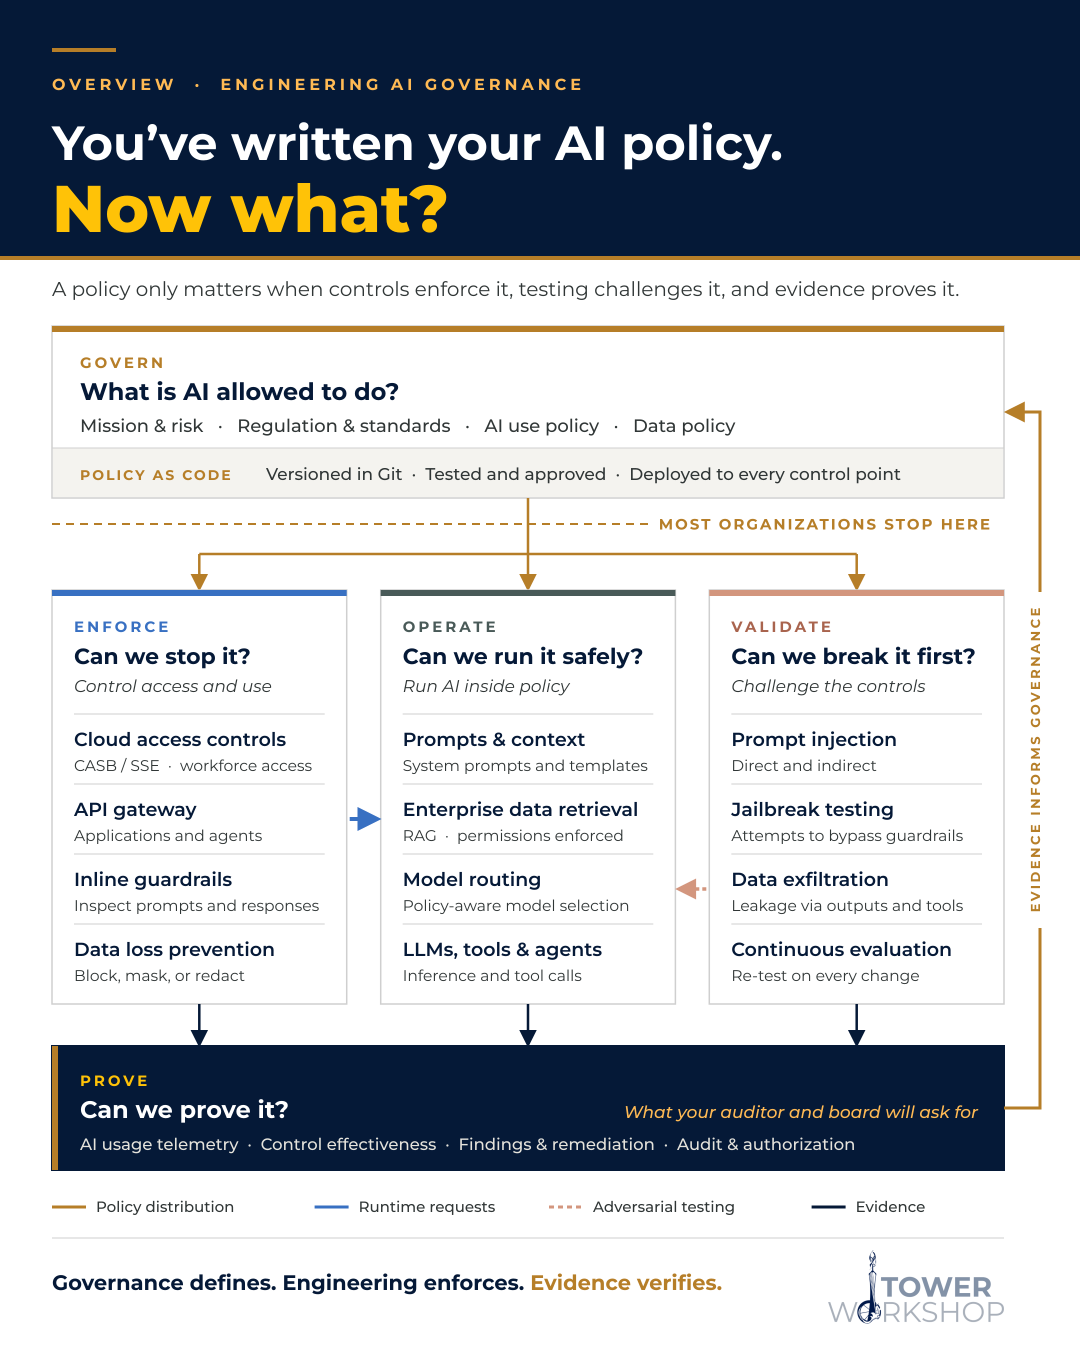 OVERVIEW · ENGINEERING AI GOVERNANCE
You’ve written your AI policy.
Now what?
A policy only matters when controls enforce it, testing challenges it, and evidence proves it.
GOVERN
What is AI allowed to do?
Mission & risk · Regulation & standards · AI use policy · Data policy
POLICY AS CODE Versioned in Git · Tested and approved · Deployed to every control point
MOST ORGANIZATIONS STOP HERE
ENFORCE
Can we stop it?
Control access and use
Cloud access controls
CASB / SSE · workforce access
API gateway
Applications and agents
Inline guardrails
Inspect prompts and responses
Data loss prevention
Block, mask, or redact
OPERATE
Can we run it safely?
Run AI inside policy
Prompts & context
System prompts and templates
Enterprise data retrieval
RAG · permissions enforced
Model routing
Policy-aware model selection
LLMs, tools & agents
Inference and tool calls
VALIDATE
Can we break it first?
Challenge the controls
Prompt injection
Direct and indirect
Jailbreak testing
Attempts to bypass guardrails
Data exfiltration
Leakage via outputs and tools
Continuous evaluation
Re-test on every change
EVIDENCE INFORMS GOVERNANCE
PROVE
Can we prove it?
What your auditor and board will ask for
AI usage telemetry · Control effectiveness · Findings & remediation · Audit & authorization
Policy distribution
Runtime requests
Adversarial testing
Evidence
Governance defines. Engineering enforces. Evidence verifies.
TOWER
WORKSHOP